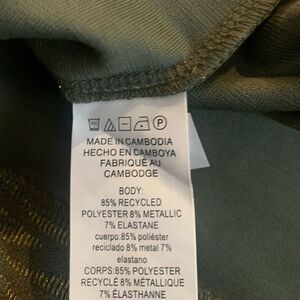 MADE IN CAMBODIA
HECHO EN CAMBOYA
FABRIQUÉ AU
CAMBODGE
BODY:
85% RECYCLED
POLYESTER 8% METALLIC
7% ELASTANE
cuerpo:85% poliéster
reciclado 8% metal 7%
elastano
CORPS:85% POLYESTER
RECYCLÉ 8% MÉTALLIQUE
7% ÉLASTHANNE